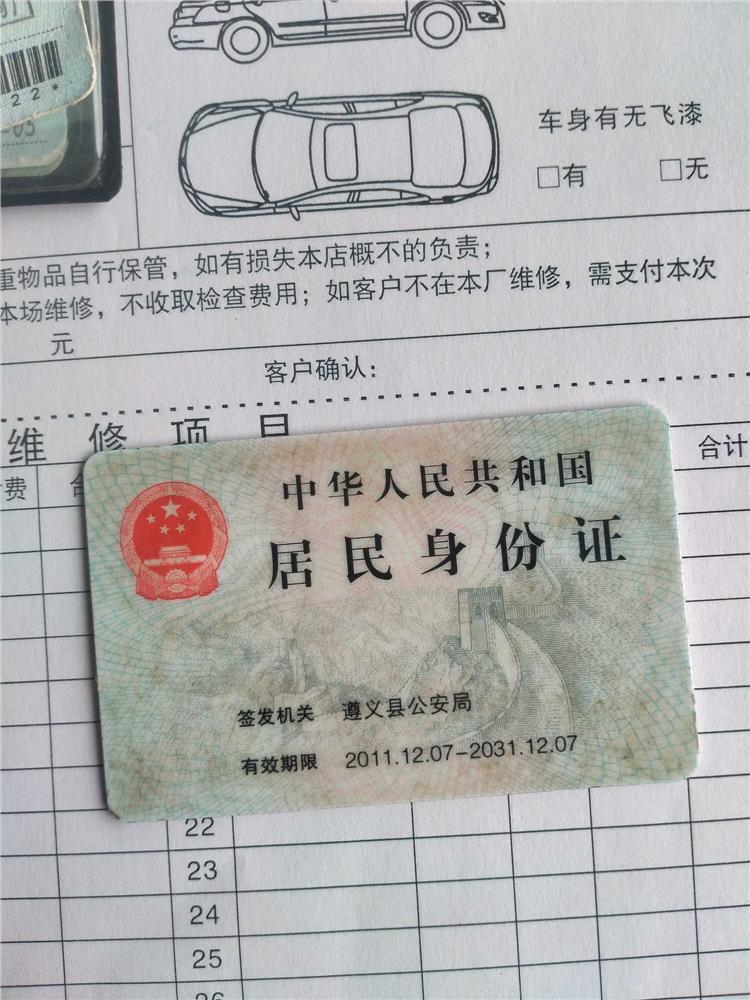 22*
-03
车身有无飞漆
□有 □无
重物品自行保管，如有损失本店概不的负责；
本场维修，不收取检查费用；如客户不在本厂维修，需支付本次
元
客户确认：
维修项目
费
合计
中华人民共和国
居民身份证
签发机关 遵义县公安局
有效期限 2011.12.07-2031.12.07
22
23
24
25
26